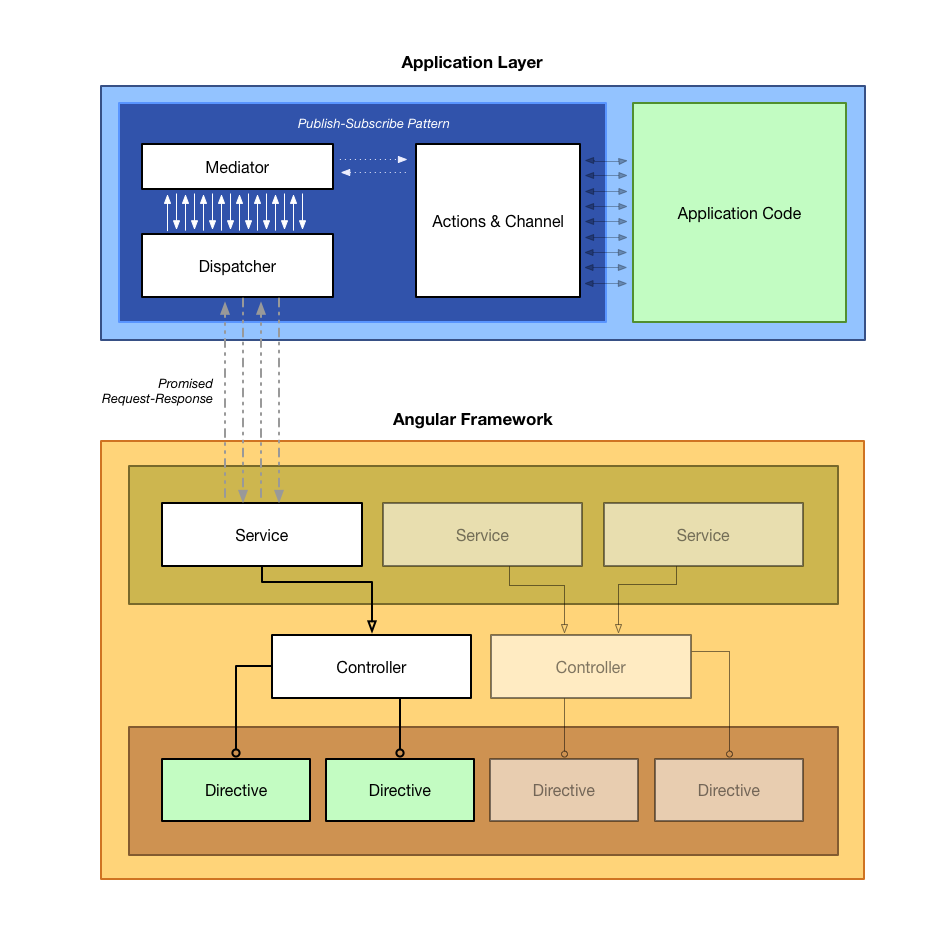 Application Layer
Publish-Subscribe Pattern
Mediator
Actions & Channel
Application Code
Dispatcher
Promised
Request-Response
Angular Framework
Service
Service
Service
Controller
Controller
Directive
Directive
Directive
Directive